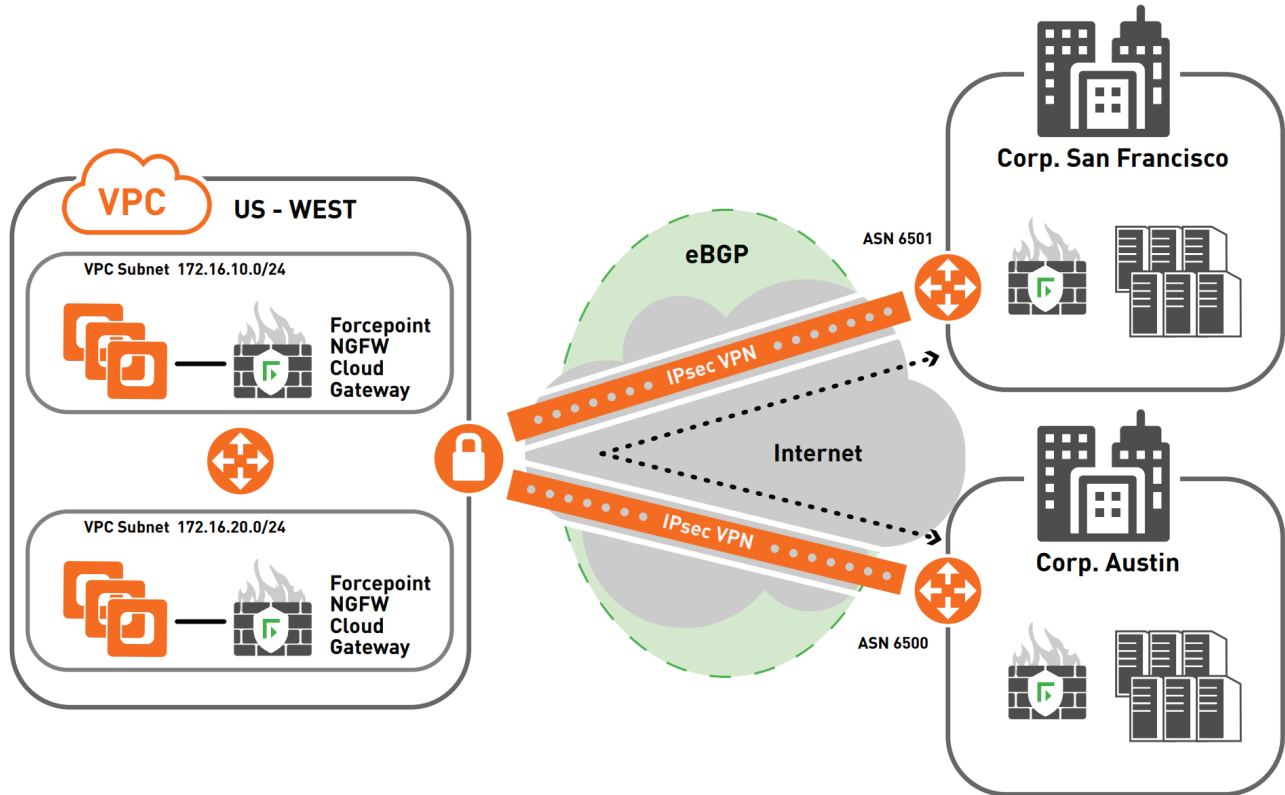 VPC
US - WEST
VPC Subnet 172.16.10.0/24
Forcepoint
NGFW
Cloud
Gateway
VPC Subnet 172.16.20.0/24
Forcepoint
NGFW
Cloud
Gateway
eBGP
IPsec VPN
Internet
IPsec VPN
ASN 6501
Corp. San Francisco
Corp. Austin
ASN 6500